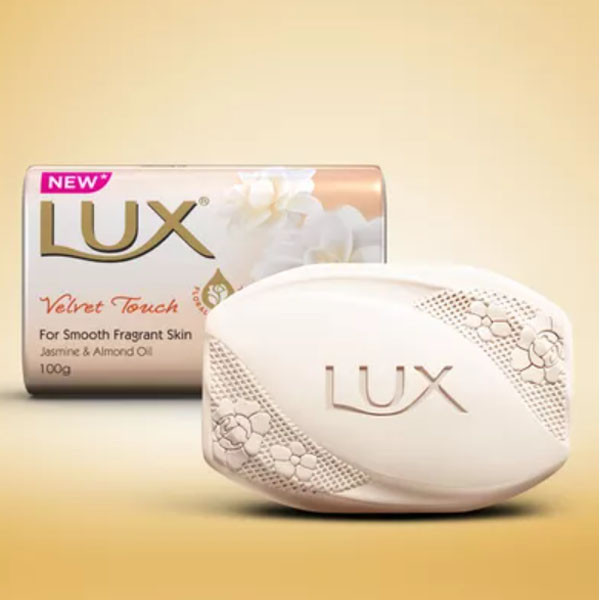 NEW*
LUX®
Velvet Touch
For Smooth Fragrant Skin
Jasmine & Almond Oil
100g
LUX